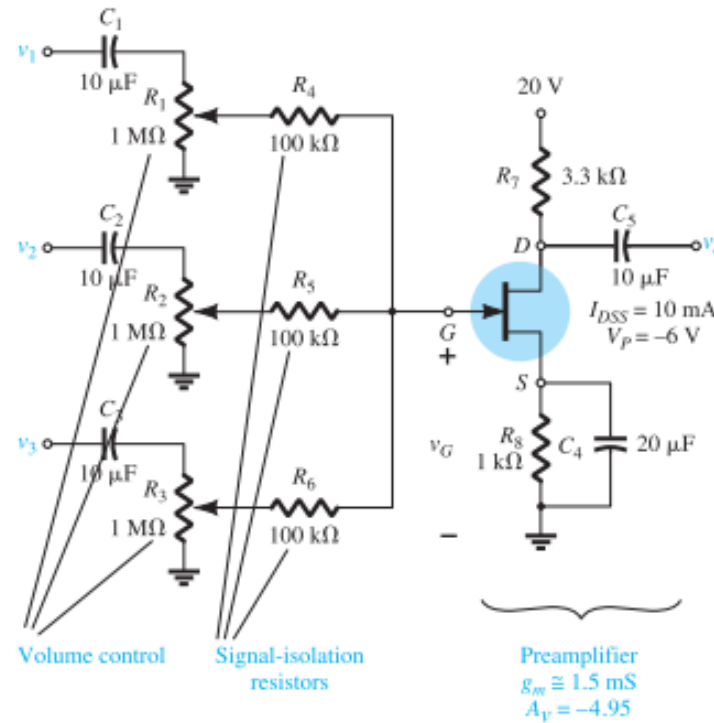 C1
v1
10 μF
R1
1 MΩ
R4
100 kΩ
20 V
R7
3.3 kΩ
C2
v2
10 μF
R2
1 MΩ
R5
100 kΩ
D
C5
10 μF
IDSS = 10 mA
VP = –6 V
G
+
S
C3
v3
10 μF
R3
1 MΩ
R6
100 kΩ
vG
R8
1 kΩ
C4
20 μF
–
Volume control
Signal-isolation
resistors
Preamplifier
gm ≅ 1.5 mS
Av = –4.95